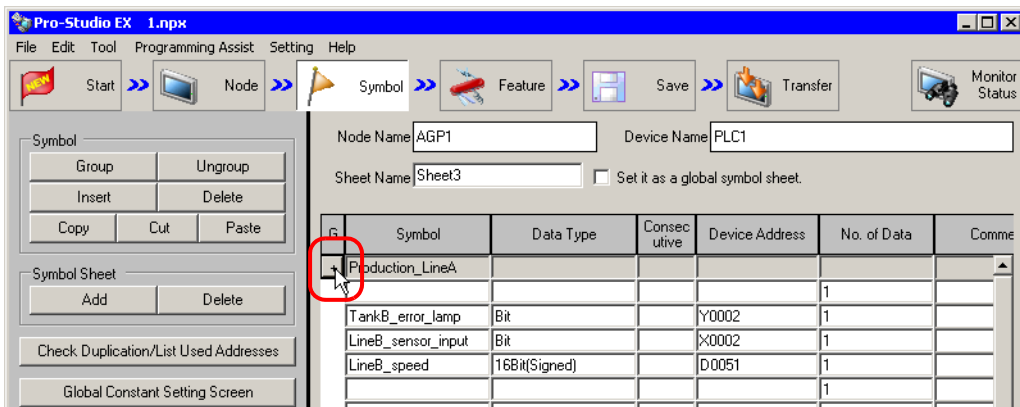 Pro-Studio EX 1.npx
File Edit Tool Programming Assist Setting Help
NEW Start Node Symbol Feature Save Transfer Monitor Status
Symbol
Group Ungroup
Insert Delete
Copy Cut Paste
Symbol Sheet
Add Delete
Check Duplication/List Used Addresses
Global Constant Setting Screen
Node Name AGP1 Device Name PLC1
Sheet Name Sheet3 Set it as a global symbol sheet.
G Symbol Data Type Consecutive Device Address No. of Data Comme
+ Production_LineA
1
TankB_error_lamp Bit Y0002 1
LineB_sensor_input Bit X0002 1
LineB_speed 16Bit(Signed) D0051 1
1